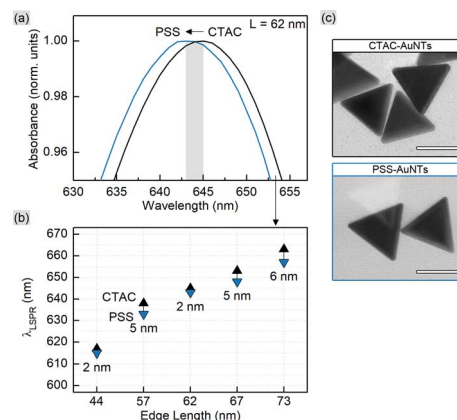 (a)
PSS ← CTAC
L = 62 nm
1.00
0.98
0.96
Absorbance (norm. units)
630 635 640 645 650 655
Wavelength (nm)
(b)
670
660
650
640
630
620
610
600
λLSPR (nm)
CTAC
PSS
2 nm
5 nm
2 nm
5 nm
6 nm
44 57 62 67 73
Edge Length (nm)
(c)
CTAC-AuNTs
PSS-AuNTs